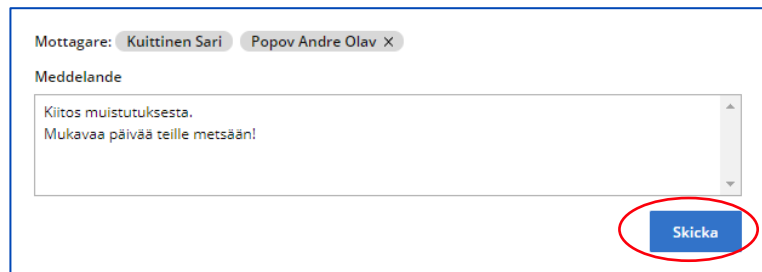 Mottagare: Kuittinen Sari Popov Andre Olav ×
Meddelande
Kiitos muistutuksesta.
Mukavaa päivää teille metsään!
Skicka